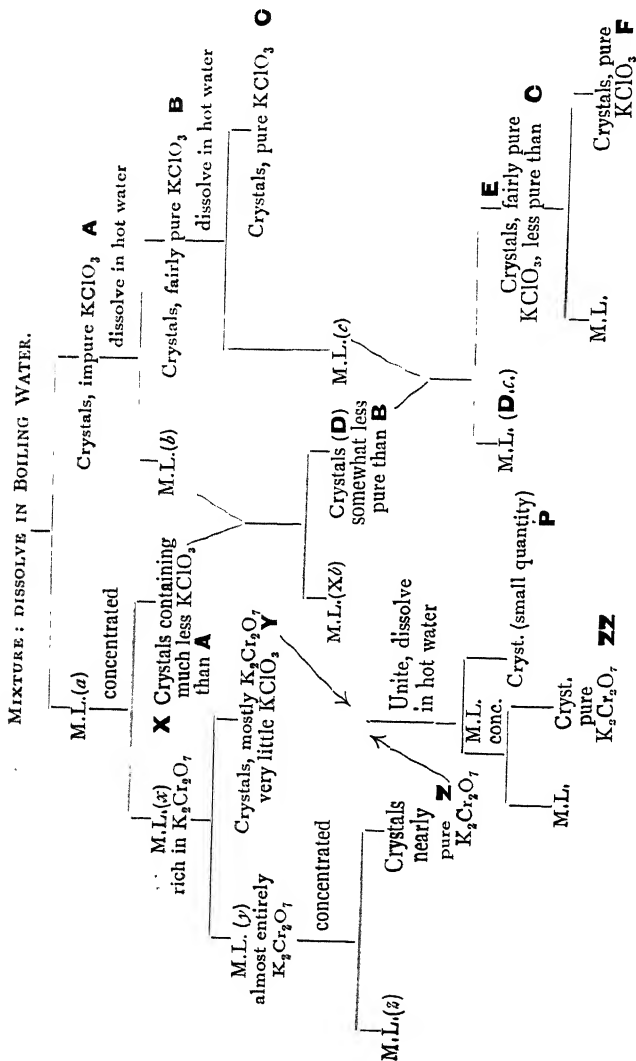 MIXTURE : DISSOLVE IN BOILING WATER.
M.L.(a)
concentrated
Crystals, impure KClO₃ A
dissolve in hot water
M.L.(x)
rich in K₂Cr₂O₇
X Crystals containing
much less KClO₃
than A
M.L.(b)
Crystals, fairly pure KClO₃ B
dissolve in hot water
M.L. (y)
almost entirely
K₂Cr₂O₇
concentrated
Crystals, mostly K₂Cr₂O₇
very little KClO₃ Y
M.L.(Xb)
Crystals (D)
somewhat less
pure than B
M.L.(c)
Crystals, pure KClO₃ C
M.L.(z)
Crystals
nearly Z
pure
K₂Cr₂O₇
Unite, dissolve
in hot water
M.L.
conc.
Cryst. (small quantity)
P
M.L.
Cryst.
pure
K₂Cr₂O₇ ZZ
M.L. (D.c.)
E
Crystals, fairly pure
KClO₃, less pure than C
M.L.
Crystals, pure
KClO₃ F